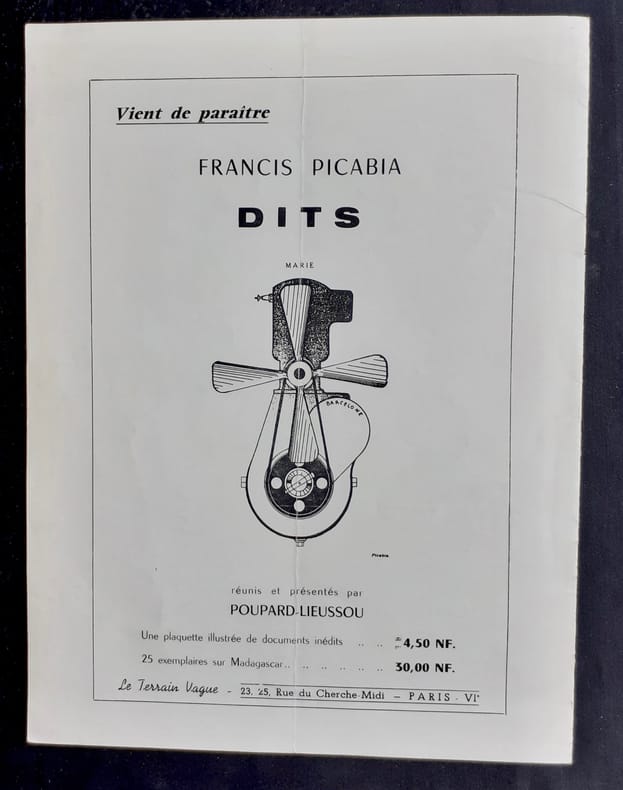 Vient de paraître
FRANCIS PICABIA
DITS
MARIE
BARCELONE
Picabia
réunis et présentés par
POUPARD-LIEUSSOU
Une plaquette illustrée de documents inédits .. .. 4,50 NF.
25 exemplaires sur Madagascar.. .. .. .. .. .. 30,00 NF.
Le Terrain Vague - 23, 25, Rue du Cherche-Midi — PARIS - VIe